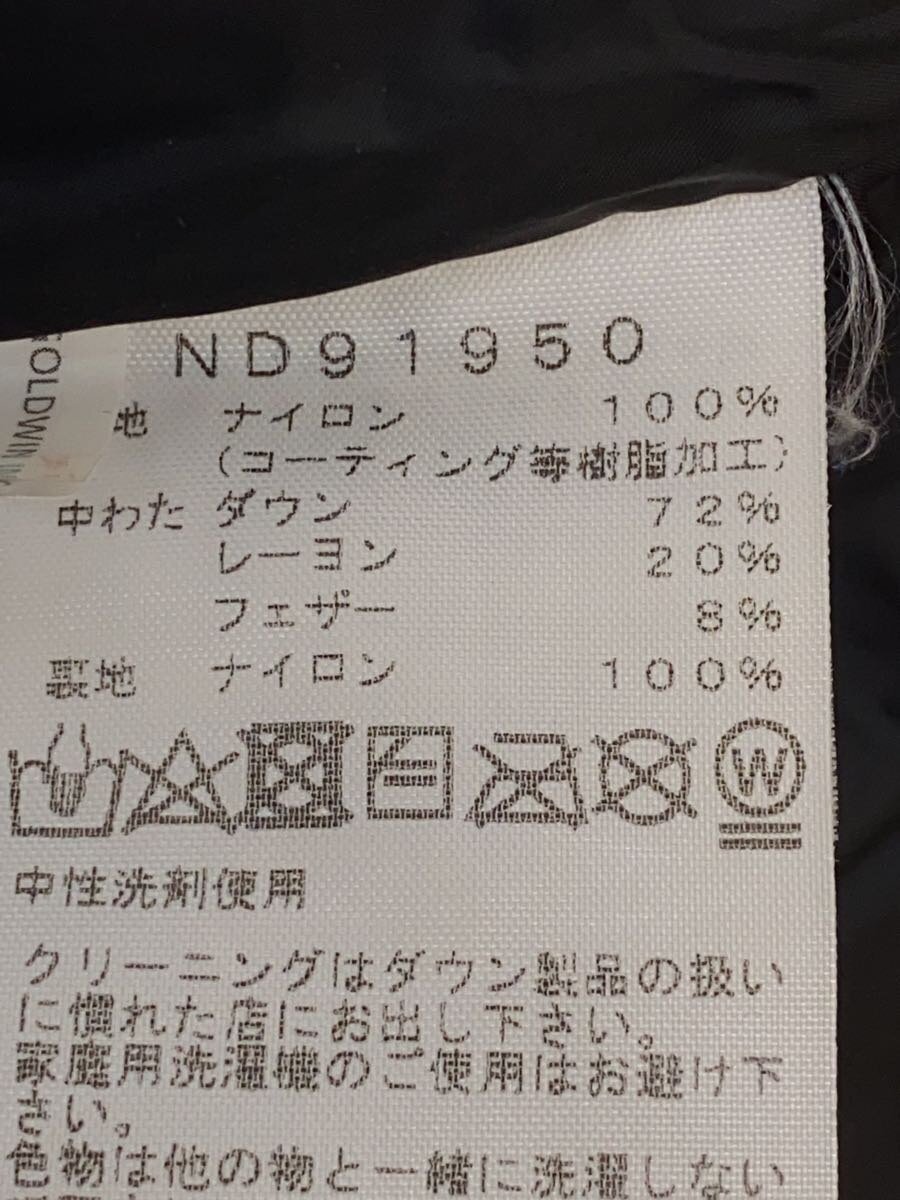 ND91950
GOLDWIN
地 ナイロン 100%
(コーティング等樹脂加工)
中わた ダウン 72%
レーヨン 20%
フェザー 8%
裏地 ナイロン 100%
W
中性洗剤使用
クリーニングはダウン製品の扱い
に慣れた店にお出し下さい。
家庭用洗濯機のご使用はお避け下
さい。
色物は他の物と一緒に洗濯しない